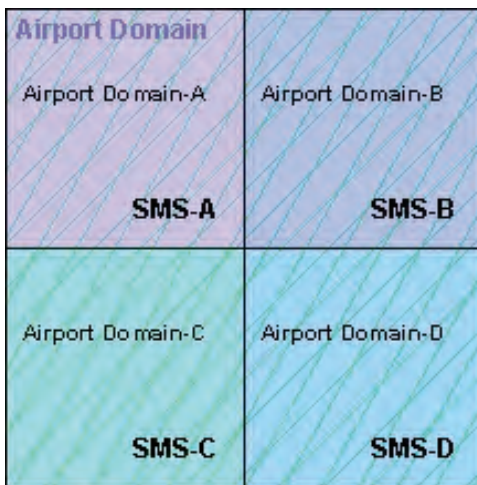 Airport Domain
Airport Domain-A
Airport Domain-B
SMS-A
SMS-B
Airport Domain-C
Airport Domain-D
SMS-C
SMS-D